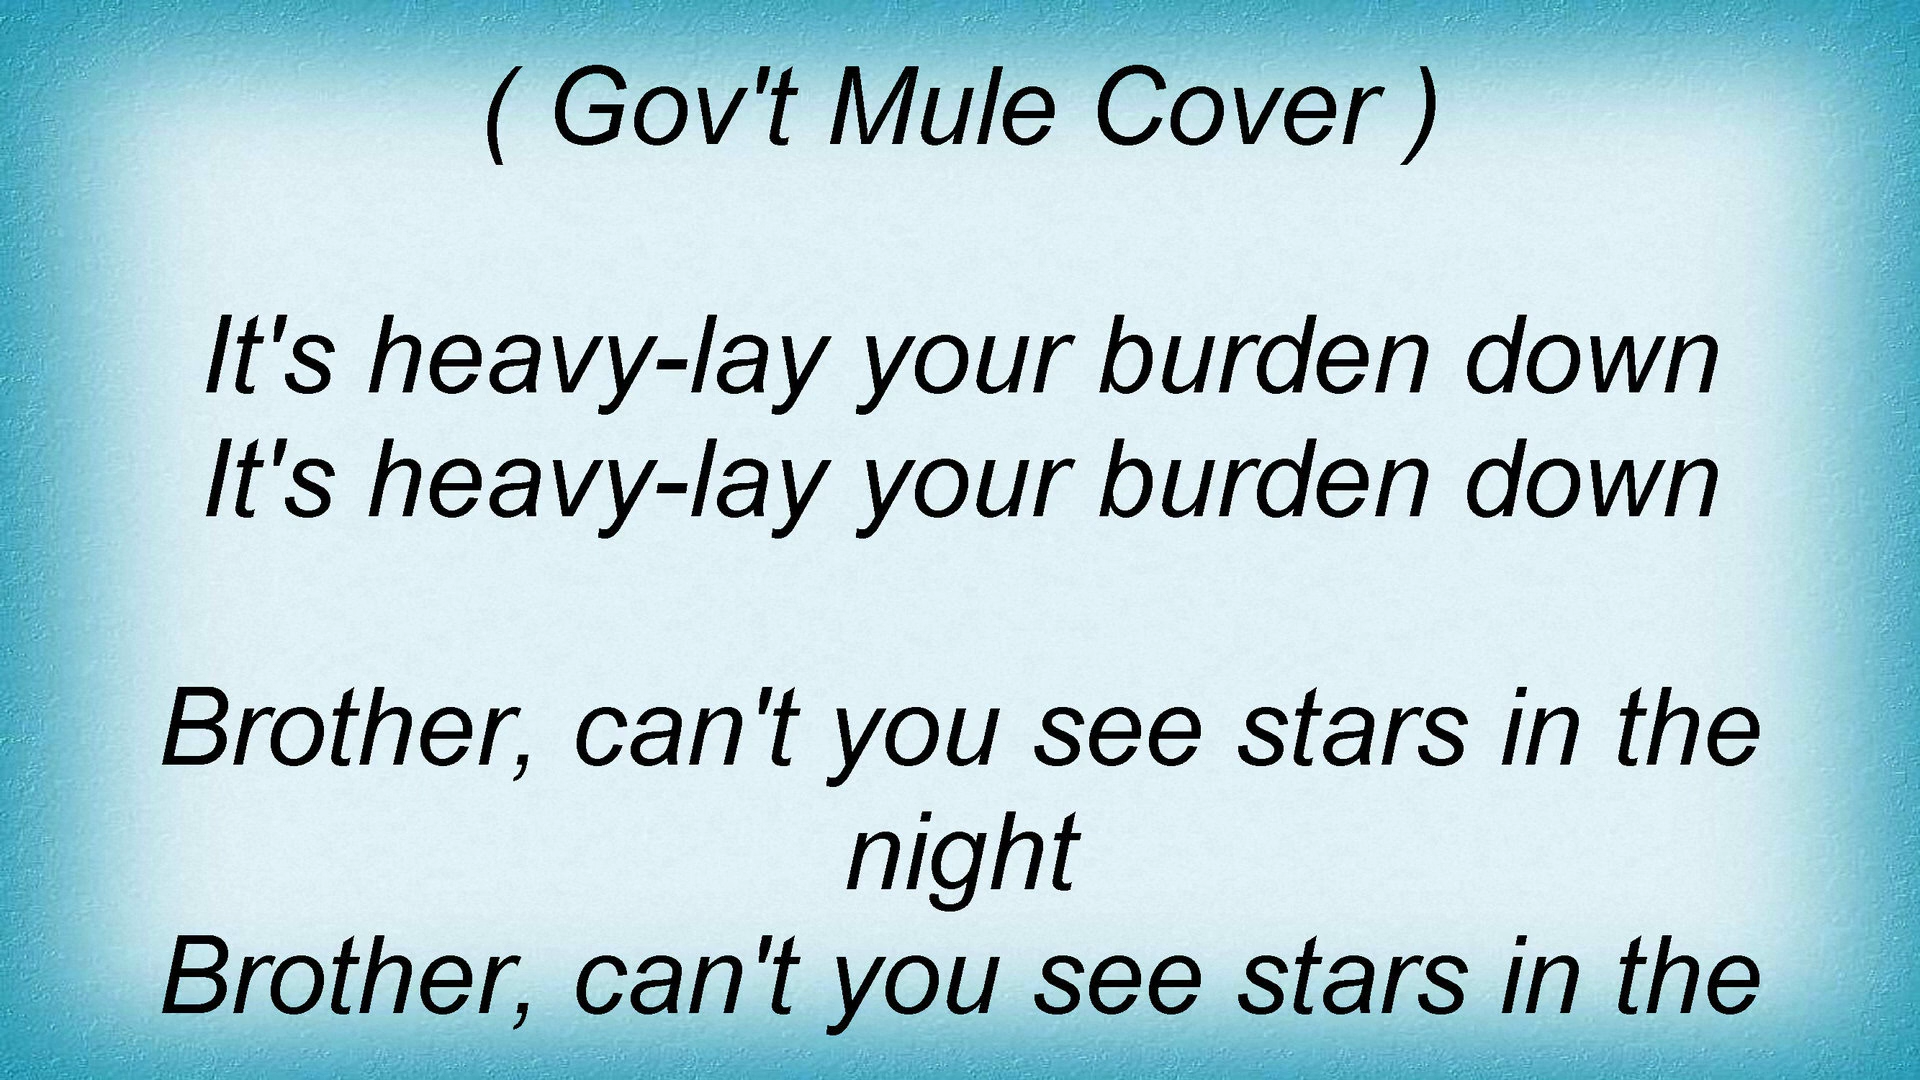 ( Gov't Mule Cover )
It's heavy-lay your burden down
It's heavy-lay your burden down
Brother, can't you see stars in the
night
Brother, can't you see stars in the